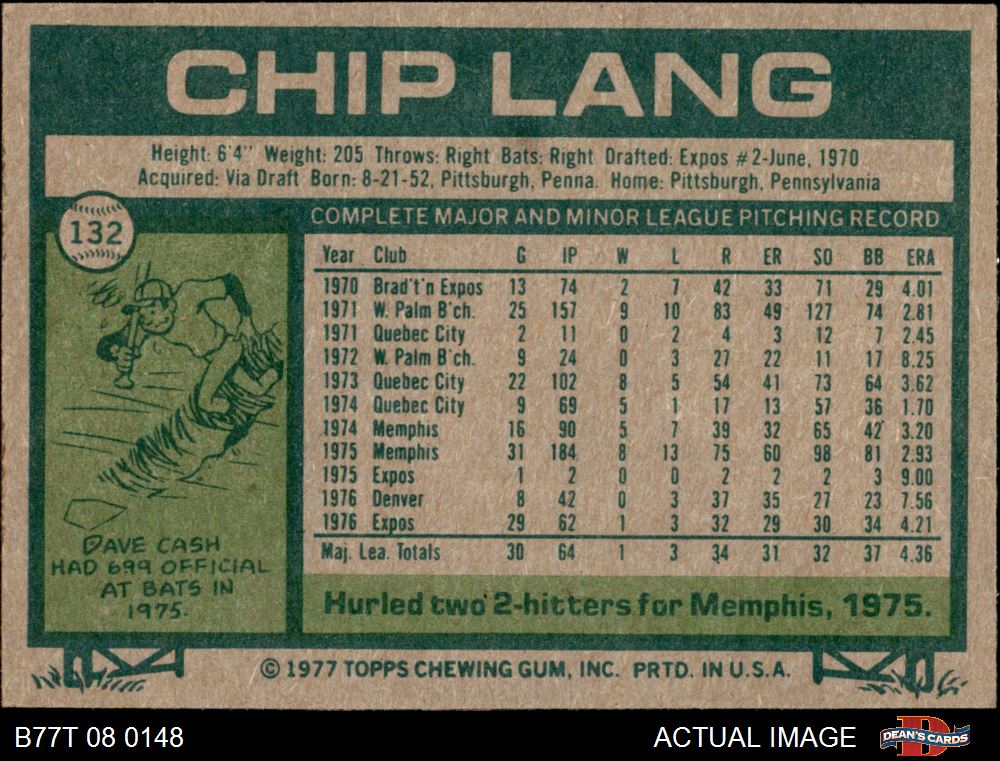 CHIP LANG
Height: 6'4" Weight: 205 Throws: Right Bats: Right Drafted: Expos #2-June, 1970
Acquired: Via Draft Born: 8-21-52, Pittsburgh, Penna. Home: Pittsburgh, Pennsylvania
132
COMPLETE MAJOR AND MINOR LEAGUE PITCHING RECORD
Year Club G IP W L R ER SO BB ERA
1970 Brad't'n Expos 13 74 2 7 42 33 71 29 4.01
1971 W. Palm B'ch. 25 157 9 10 83 49 127 74 2.81
1971 Quebec City 2 11 0 2 4 3 12 7 2.45
1972 W. Palm B'ch. 9 24 0 3 27 22 11 17 8.25
1973 Quebec City 22 102 8 5 54 41 73 64 3.62
1974 Quebec City 9 69 5 1 17 13 57 36 1.70
1974 Memphis 16 90 5 7 39 32 65 42 3.20
1975 Memphis 31 184 8 13 75 60 98 81 2.93
1975 Expos 1 2 0 0 2 2 2 3 9.00
1976 Denver 8 42 0 3 37 35 27 23 7.56
1976 Expos 29 62 1 3 32 29 30 34 4.21
Maj. Lea. Totals 30 64 1 3 34 31 32 37 4.36
DAVE CASH
HAD 699 OFFICIAL
AT BATS IN
1975.
Hurled two 2-hitters for Memphis, 1975.
© 1977 TOPPS CHEWING GUM, INC. PRTD. IN U.S.A.
B77T 08 0148
ACTUAL IMAGE
DEAN'S CARDS